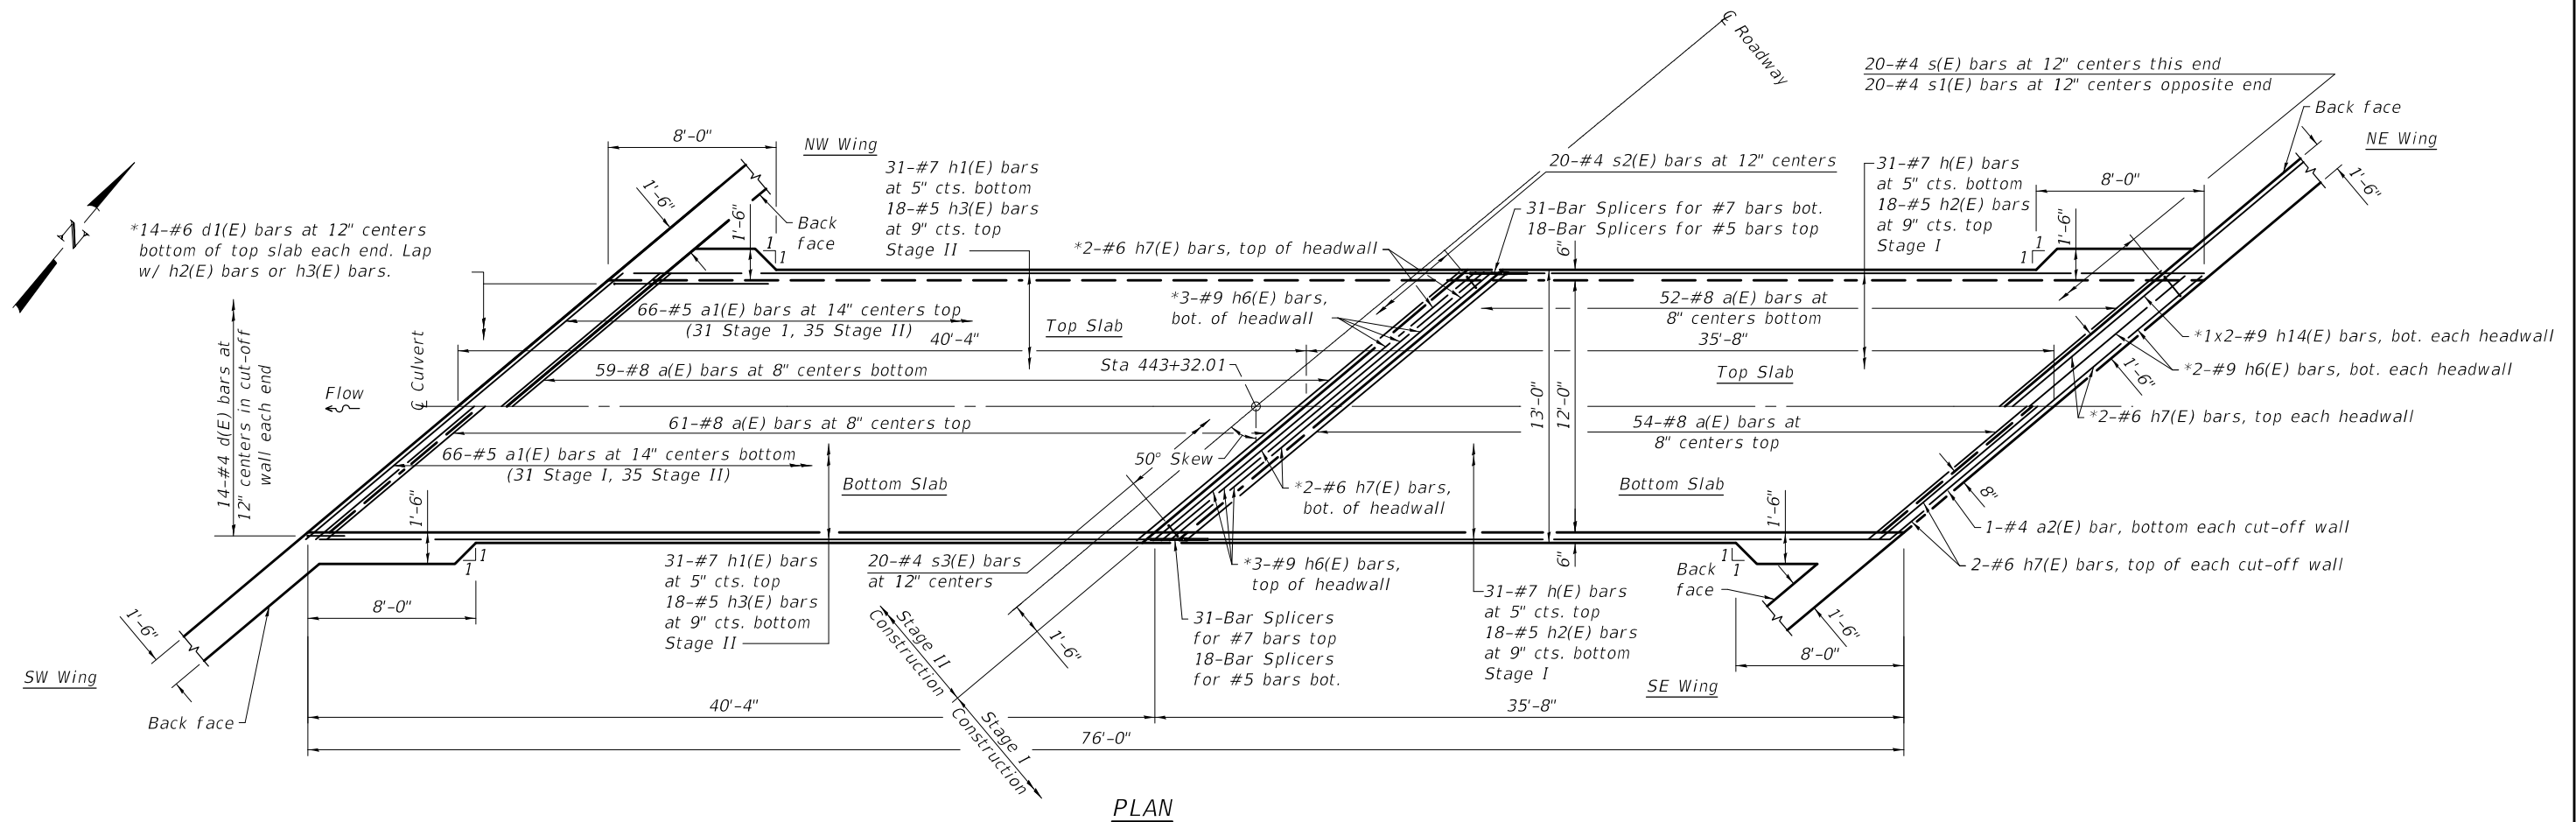 ℄ Roadway
20-#4 s(E) bars at 12" centers this end
20-#4 s1(E) bars at 12" centers opposite end
Back face
NE Wing
1'-6"
8'-0"
NW Wing
31-#7 h1(E) bars
at 5" cts. bottom
18-#5 h3(E) bars
at 9" cts. top
Stage II
1'-6"
1'-6"
Back
face
1
1
N
*14-#6 d1(E) bars at 12" centers
bottom of top slab each end. Lap
w/ h2(E) bars or h3(E) bars.
20-#4 s2(E) bars at 12" centers
31-Bar Splicers for #7 bars bot.
18-Bar Splicers for #5 bars top
*2-#6 h7(E) bars, top of headwall
6"
31-#7 h(E) bars
at 5" cts. bottom
18-#5 h2(E) bars
at 9" cts. top
Stage I
8'-0"
1'-6"
1
1
66-#5 a1(E) bars at 14" centers top
(31 Stage I, 35 Stage II)
40'-4"
Top Slab
*3-#9 h6(E) bars,
bot. of headwall
52-#8 a(E) bars at
8" centers bottom
35'-8"
*1x2-#9 h14(E) bars, bot. each headwall
*2-#9 h6(E) bars, bot. each headwall
1'-6"
*2-#6 h7(E) bars, top each headwall
14-#4 d(E) bars at
12" centers in cut-off
wall each end
Flow
℄ Culvert
59-#8 a(E) bars at 8" centers bottom
Sta 443+32.01
Top Slab
13'-0"
12'-0"
61-#8 a(E) bars at 8" centers top
54-#8 a(E) bars at
8" centers top
66-#5 a1(E) bars at 14" centers bottom
(31 Stage I, 35 Stage II)
50° Skew
Bottom Slab
*2-#6 h7(E) bars,
bot. of headwall
Bottom Slab
8"
1'-6"
1'-6"
1-#4 a2(E) bar, bottom each cut-off wall
2-#6 h7(E) bars, top of each cut-off wall
1
1
31-#7 h1(E) bars
at 5" cts. top
18-#5 h3(E) bars
at 9" cts. bottom
Stage II
20-#4 s3(E) bars
at 12" centers
*3-#9 h6(E) bars,
top of headwall
6"
1
1
Back
face
31-#7 h(E) bars
at 5" cts. top
18-#5 h2(E) bars
at 9" cts. bottom
Stage I
8'-0"
1'-6"
Stage II
Construction
1'-6"
31-Bar Splicers
for #7 bars top
18-Bar Splicers
for #5 bars bot.
1'-6"
8'-0"
SW Wing
SE Wing
Back face
40'-4"
35'-8"
Stage I
Construction
76'-0"
PLAN